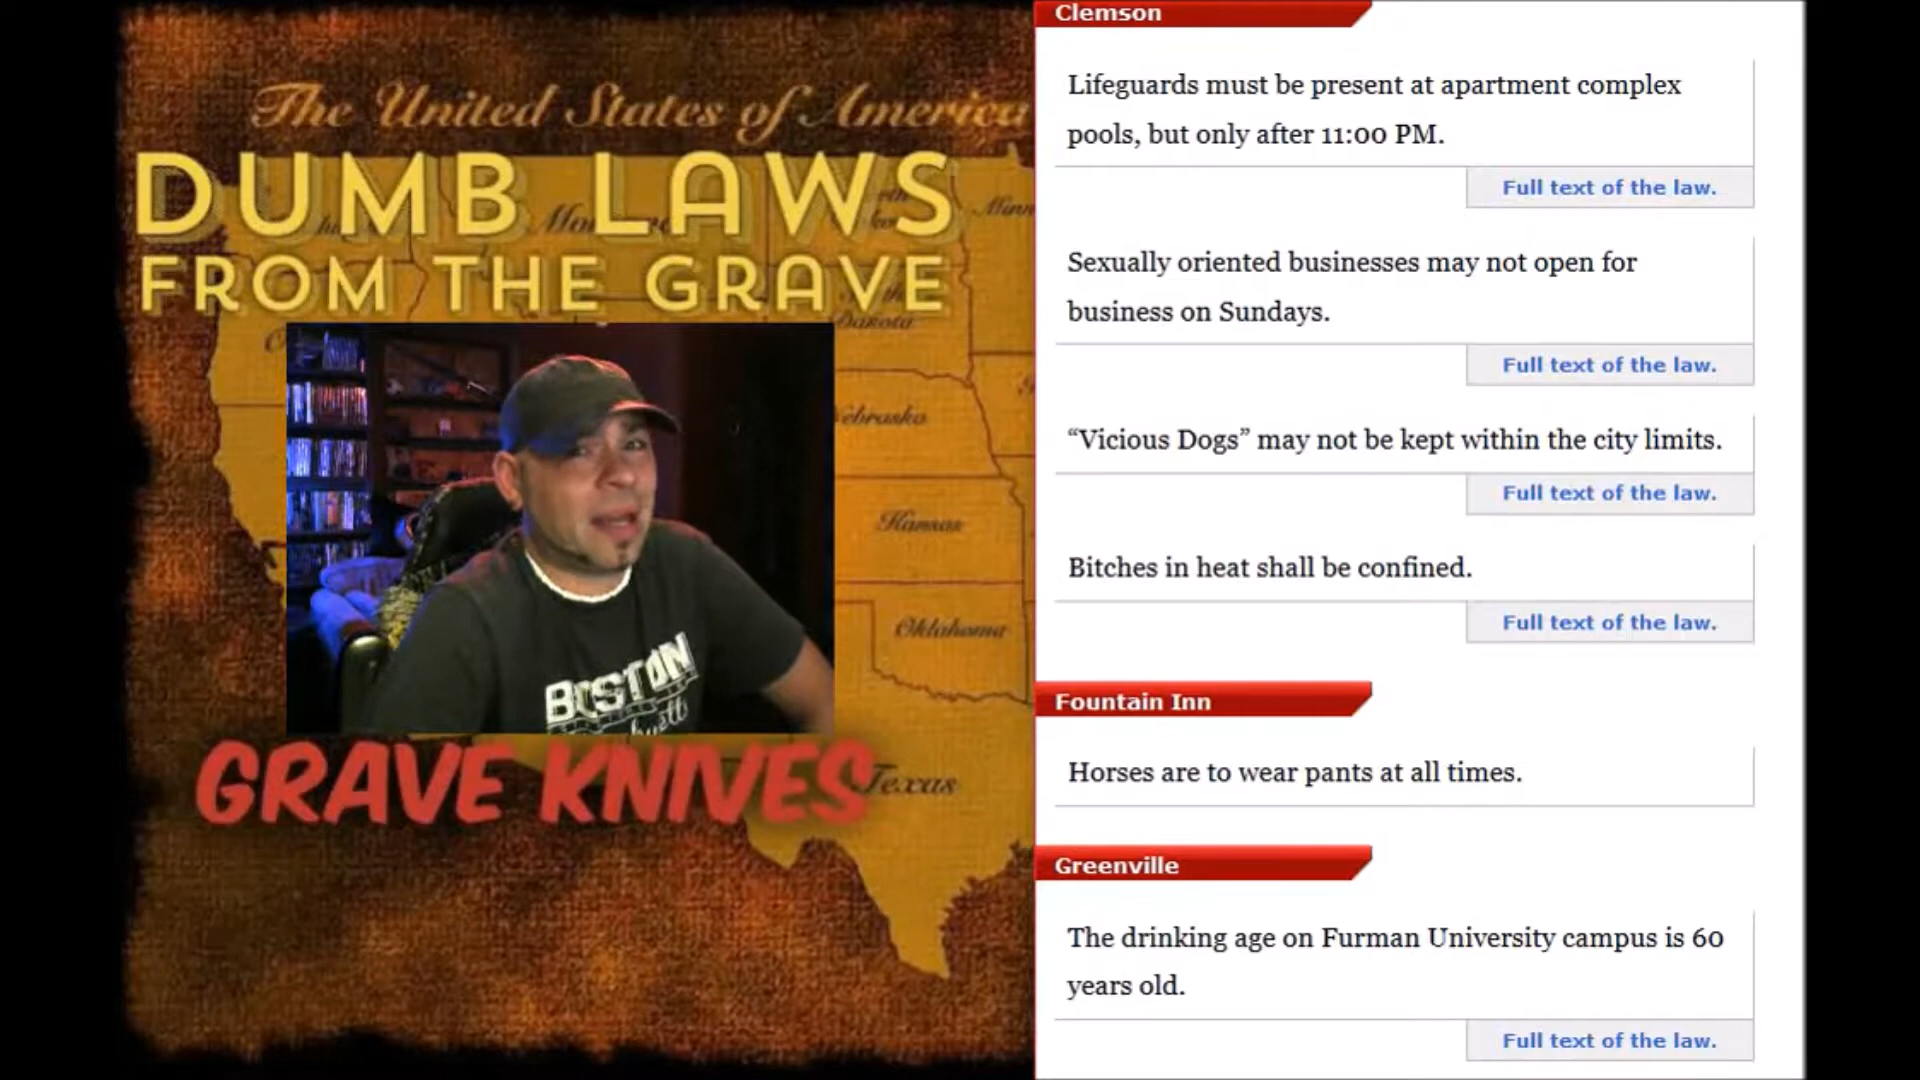 The United States of America
DUMB LAWS
FROM THE GRAVE
Dakota
Nebraska
Kansas
Oklahoma
BOSTON
GRAVE KNIVES
Texas
Clemson
Lifeguards must be present at apartment complex
pools, but only after 11:00 PM.
Full text of the law.
Sexually oriented businesses may not open for
business on Sundays.
Full text of the law.
“Vicious Dogs” may not be kept within the city limits.
Full text of the law.
Bitches in heat shall be confined.
Full text of the law.
Fountain Inn
Horses are to wear pants at all times.
Greenville
The drinking age on Furman University campus is 60
years old.
Full text of the law.